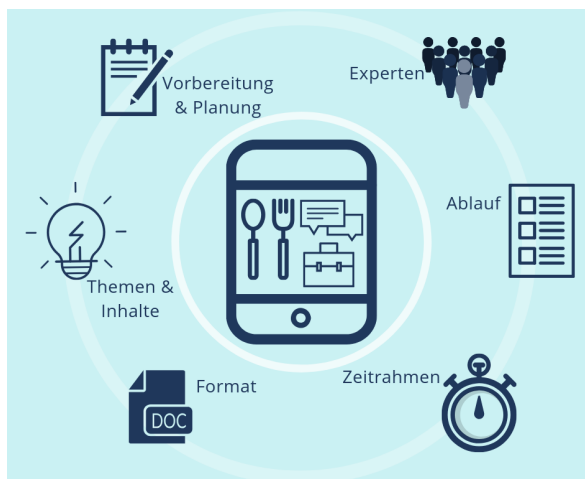 Vorbereitung
& Planung
Experten
Ablauf
Themen &
Inhalte
Format
DOC
Zeitrahmen